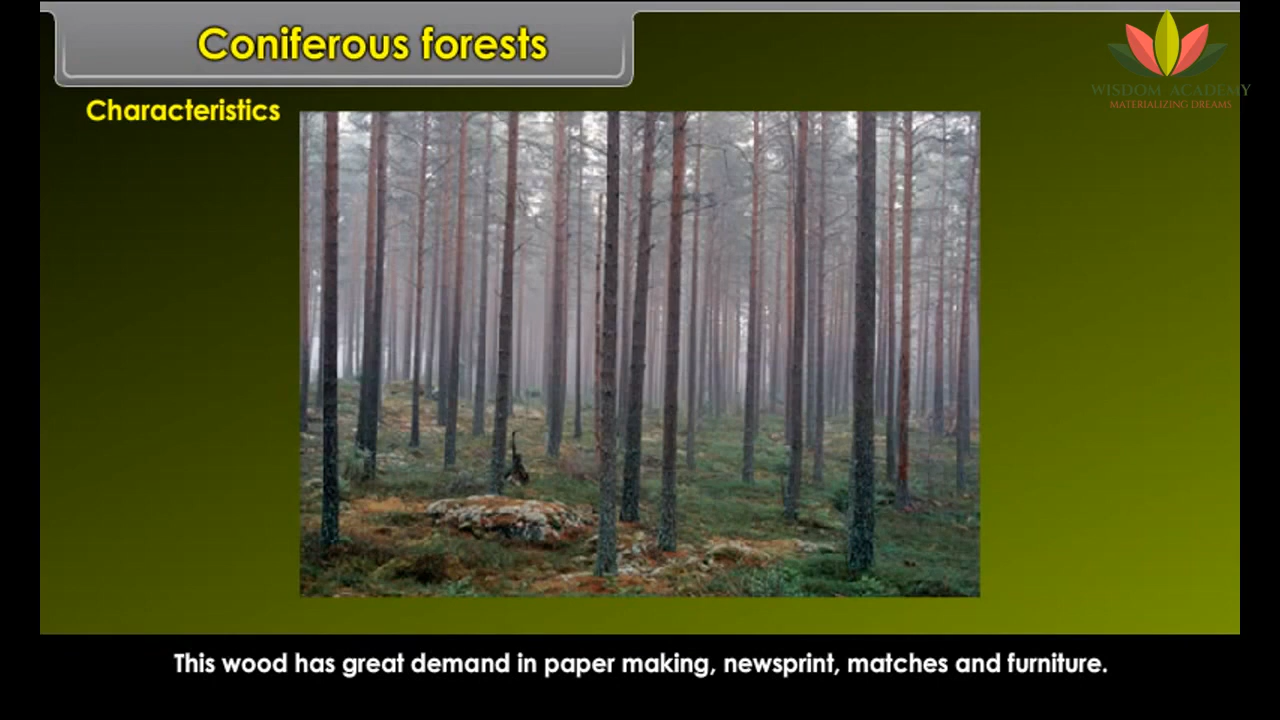 Coniferous forests
WISDOM ACADEMY
MATERIALIZING DREAMS
Characteristics
This wood has great demand in paper making, newsprint, matches and furniture.